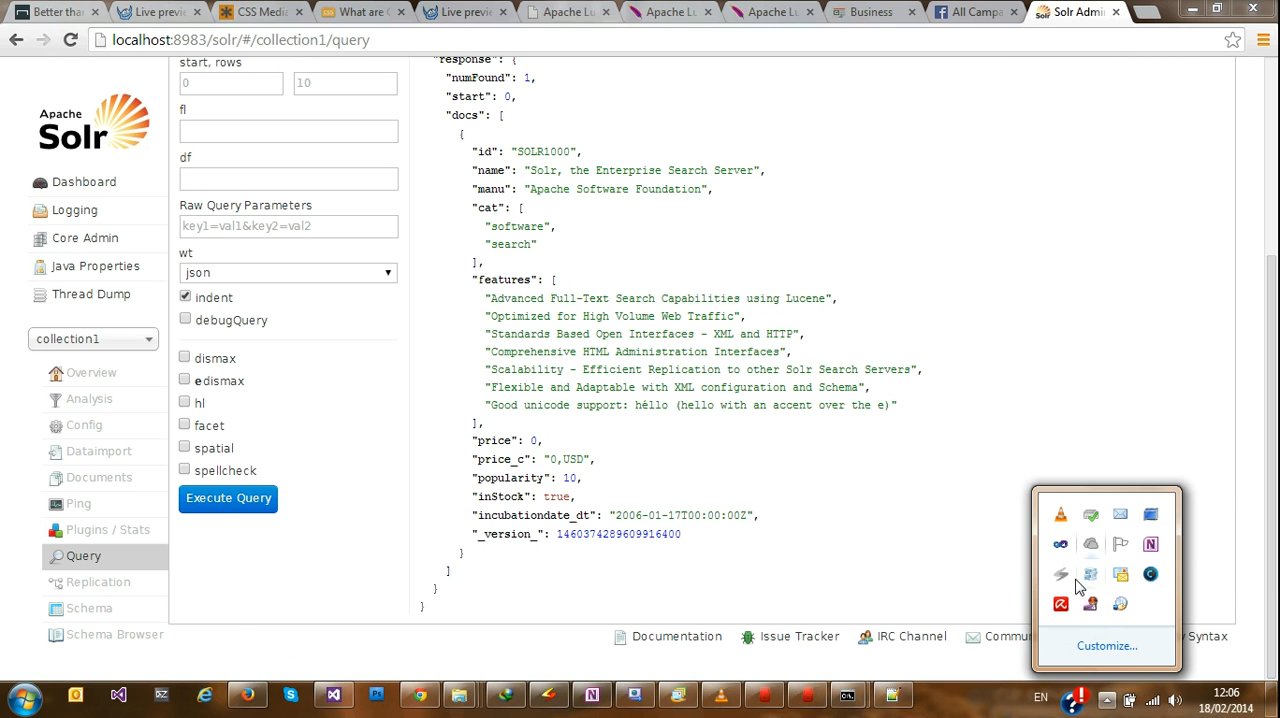 Better tha
Live previe
CSS Media
What are C
Live previe
Apache Lu
Apache Lu
Apache Lu
Business
All Campa
Solr Admi
localhost:8983/solr/#/collection1/query
Apache
Solr
Dashboard
Logging
Core Admin
Java Properties
Thread Dump
collection1
Overview
Analysis
Config
Dataimport
Documents
Ping
Plugins / Stats
Query
Replication
Schema
Schema Browser
start, rows
0 10
fl
df
Raw Query Parameters
key1=val1&key2=val2
wt
json
indent
debugQuery
dismax
edismax
hl
facet
spatial
spellcheck
Execute Query
"response": {
"numFound": 1,
"start": 0,
"docs": [
{
"id": "SOLR1000",
"name": "Solr, the Enterprise Search Server",
"manu": "Apache Software Foundation",
"cat": [
"software",
"search"
],
"features": [
"Advanced Full-Text Search Capabilities using Lucene",
"Optimized for High Volume Web Traffic",
"Standards Based Open Interfaces - XML and HTTP",
"Comprehensive HTML Administration Interfaces",
"Scalability - Efficient Replication to other Solr Search Servers",
"Flexible and Adaptable with XML configuration and Schema",
"Good unicode support: héllo (hello with an accent over the e)"
],
"price": 0,
"price_c": "0,USD",
"popularity": 10,
"inStock": true,
"incubationdate_dt": "2006-01-17T00:00:00Z",
"_version_": 1460374289609916400
}
]
}
}
Documentation
Issue Tracker
IRC Channel
Commu
y Syntax
Customize...
EN
12:06
18/02/2014